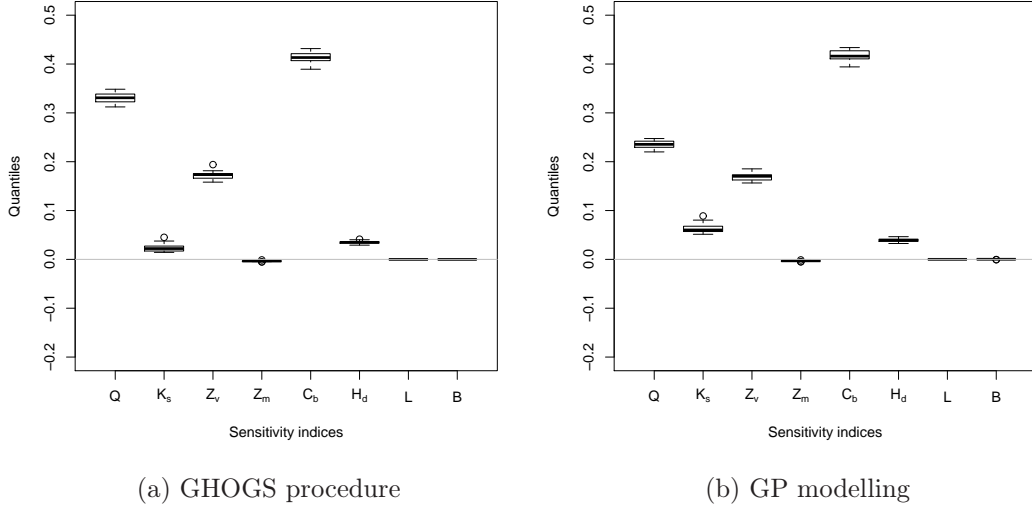 0.5
0.4
0.3
0.2
0.1
0.0
−0.1
−0.2
Quantiles
Q Ks Zv Zm Cb Hd L B
Sensitivity indices
(a) GHOGS procedure
0.5
0.4
0.3
0.2
0.1
0.0
−0.1
−0.2
Quantiles
Q Ks Zv Zm Cb Hd L B
Sensitivity indices
(b) GP modelling